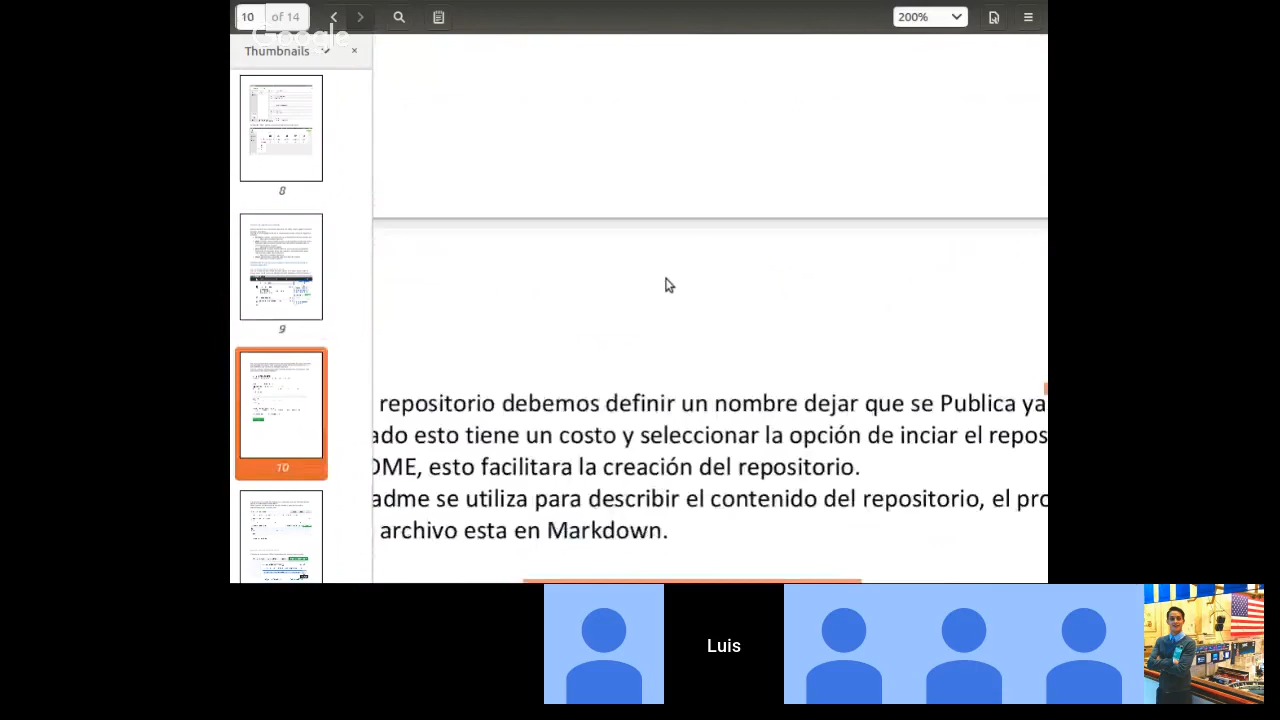 10 of 14
200%
Google
Thumbnails
8
9
10
repositorio debemos definir un nombre dejar que se Publica ya
ado esto tiene un costo y seleccionar la opción de inciar el repos
OME, esto facilitara la creación del repositorio.
adme se utiliza para describir el contenido del repositorio, el pro
archivo esta en Markdown.
Luis